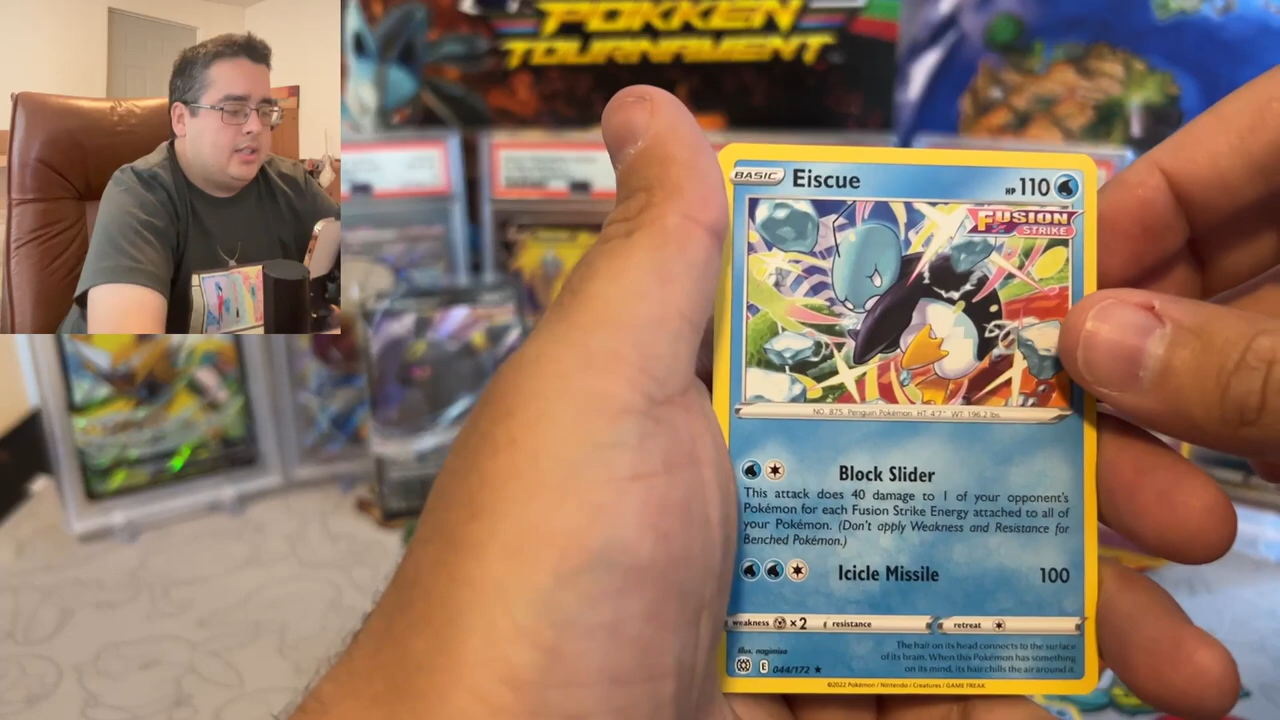 POKKÉN
TOURNAMENT
BASIC Eiscue HP 110
FUSION
STRIKE
NO. 875. Penguin Pokémon. HT: 4'7" WT: 196.2 lbs.
Block Slider
This attack does 40 damage to 1 of your opponent's
Pokémon for each Fusion Strike Energy attached to all of
your Pokémon. (Don't apply Weakness and Resistance for
Benched Pokémon.)
Icicle Missile 100
weakness ×2 resistance retreat
Illus. nagimiso
The hair on its head connects to the surface
of its brain. When this Pokémon has something
on its mind, its hair chills the air around it.
E 044/172 ★
©2022 Pokémon / Nintendo / Creatures / GAME FREAK